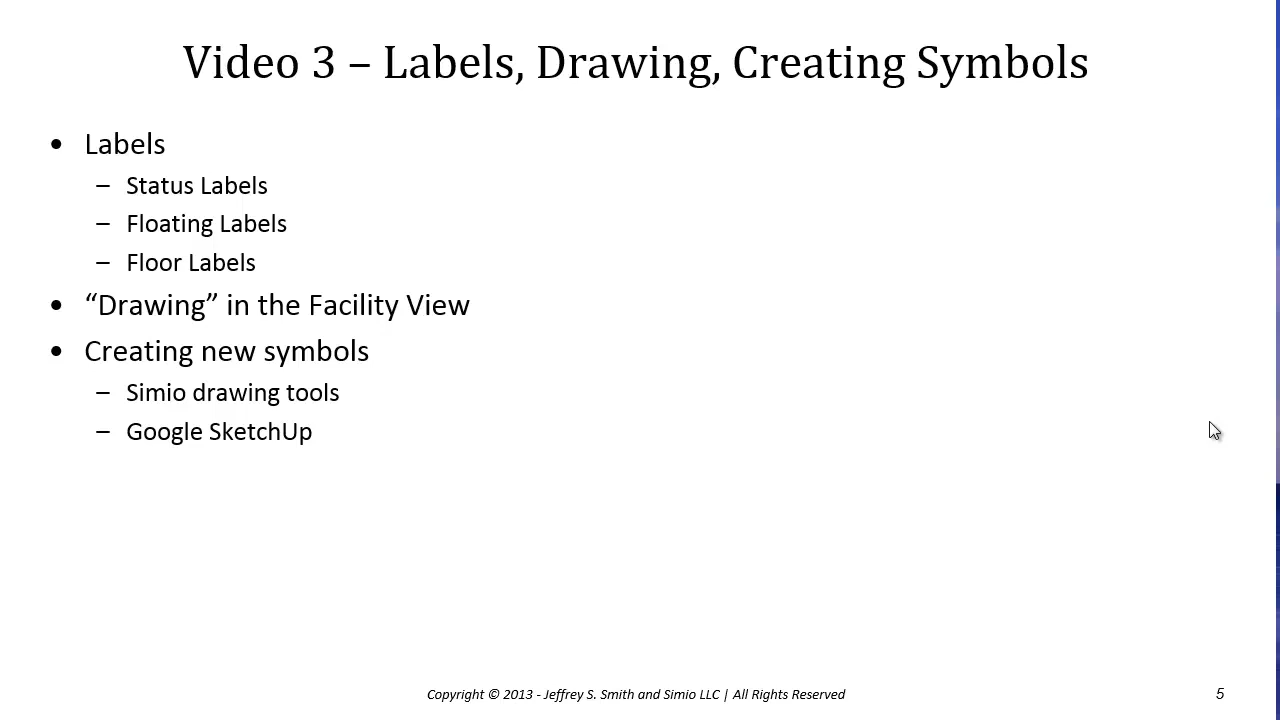 Video 3 – Labels, Drawing, Creating Symbols
• Labels
– Status Labels
– Floating Labels
– Floor Labels
• “Drawing” in the Facility View
• Creating new symbols
– Simio drawing tools
– Google SketchUp
Copyright © 2013 - Jeffrey S. Smith and Simio LLC | All Rights Reserved
5